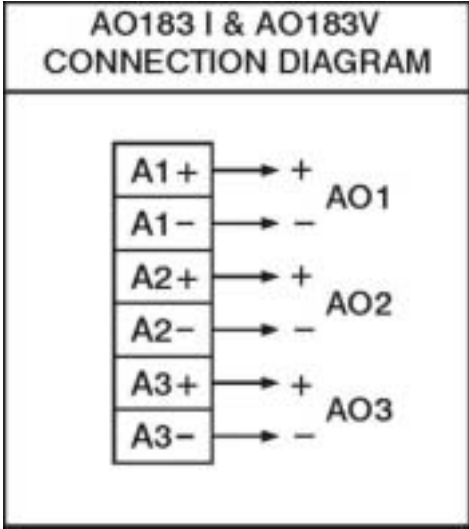 AO183 I & AO183V
CONNECTION DIAGRAM
A1+ +
AO1
A1− −
A2+ +
AO2
A2− −
A3+ +
AO3
A3− −